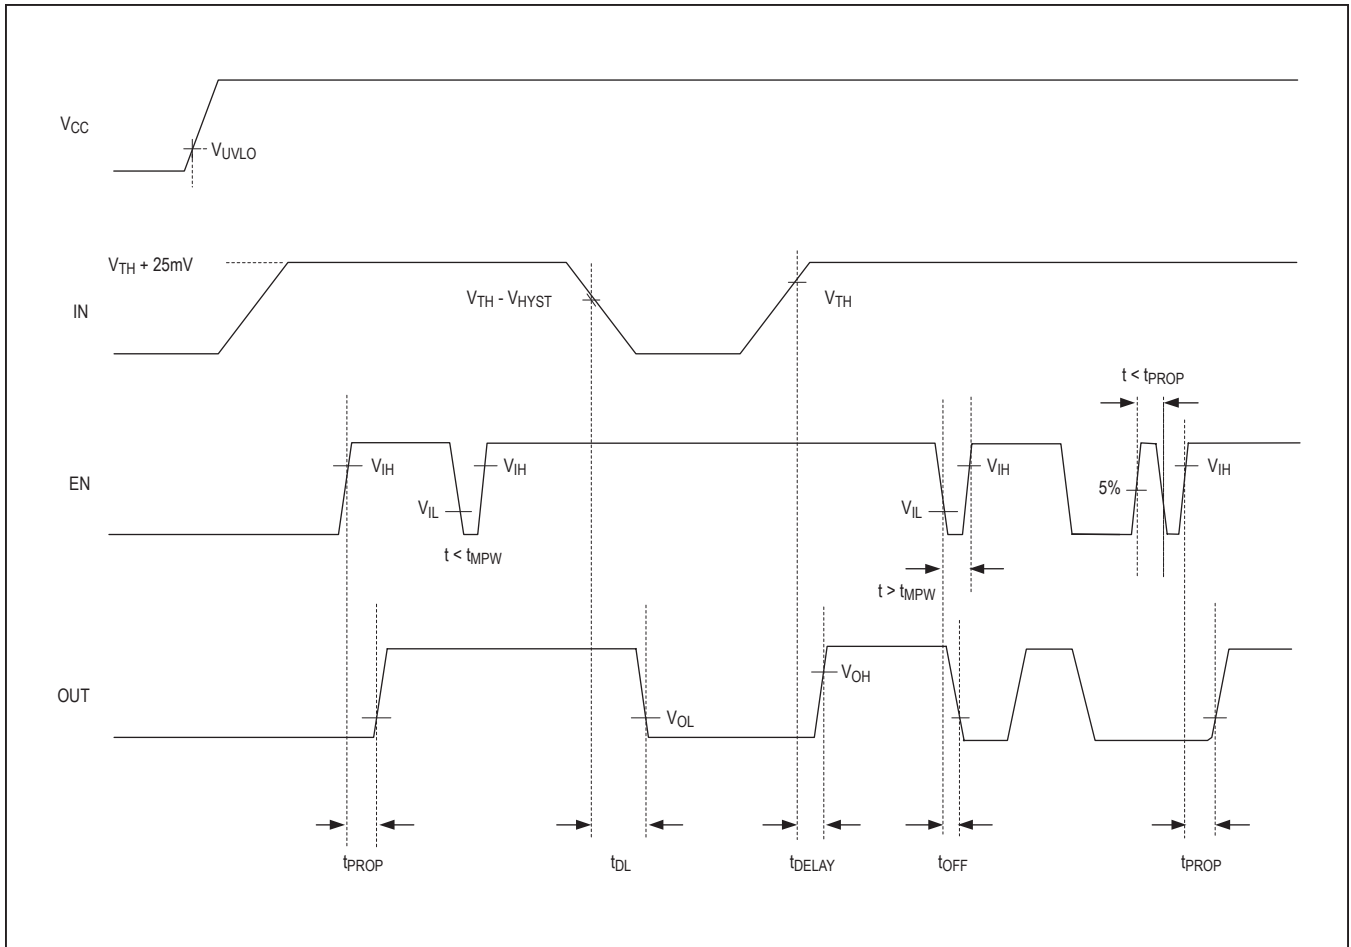 VCC
VUVLO
VTH + 25mV
IN
VTH - VHYST
VTH
t < tPROP
EN
VIH
VIL
VIH
t < tMPW
VIL
VIH
t > tMPW
5%
VIH
OUT
VOL
VOH
tPROP
tDL
tDELAY
tOFF
tPROP